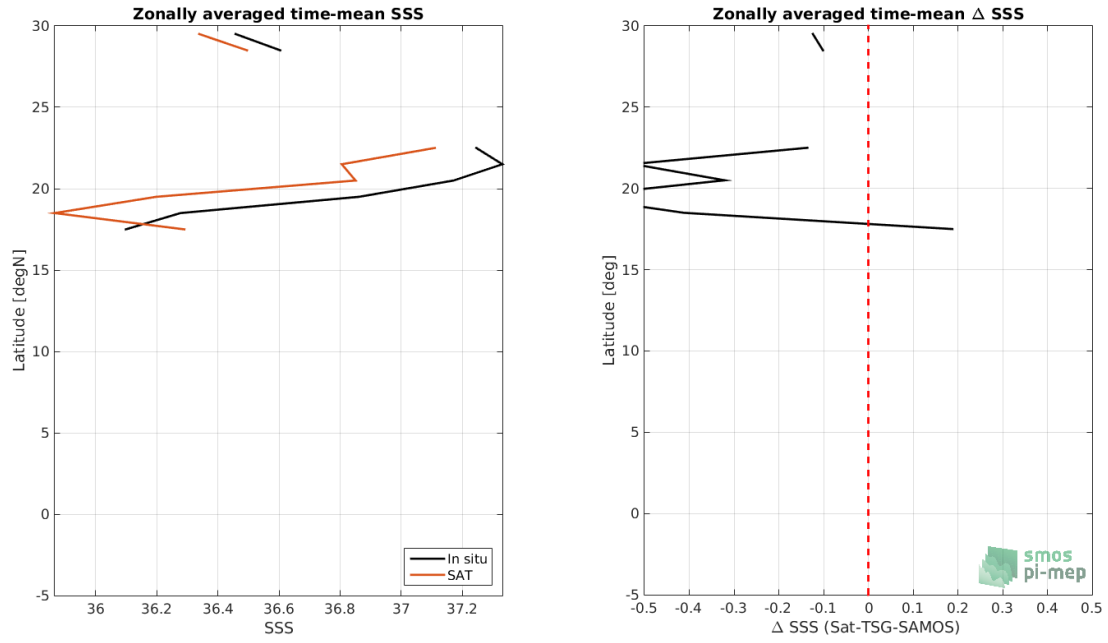 Zonally averaged time-mean SSS
30
25
20
15
10
5
0
-5
Latitude [degN]
36 36.2 36.4 36.6 36.8 37 37.2
SSS
In situ
SAT
Zonally averaged time-mean Δ SSS
30
25
20
15
10
5
0
-5
Latitude [deg]
-0.5 -0.4 -0.3 -0.2 -0.1 0 0.1 0.2 0.3 0.4 0.5
Δ SSS (Sat-TSG-SAMOS)
smos
pi-mep